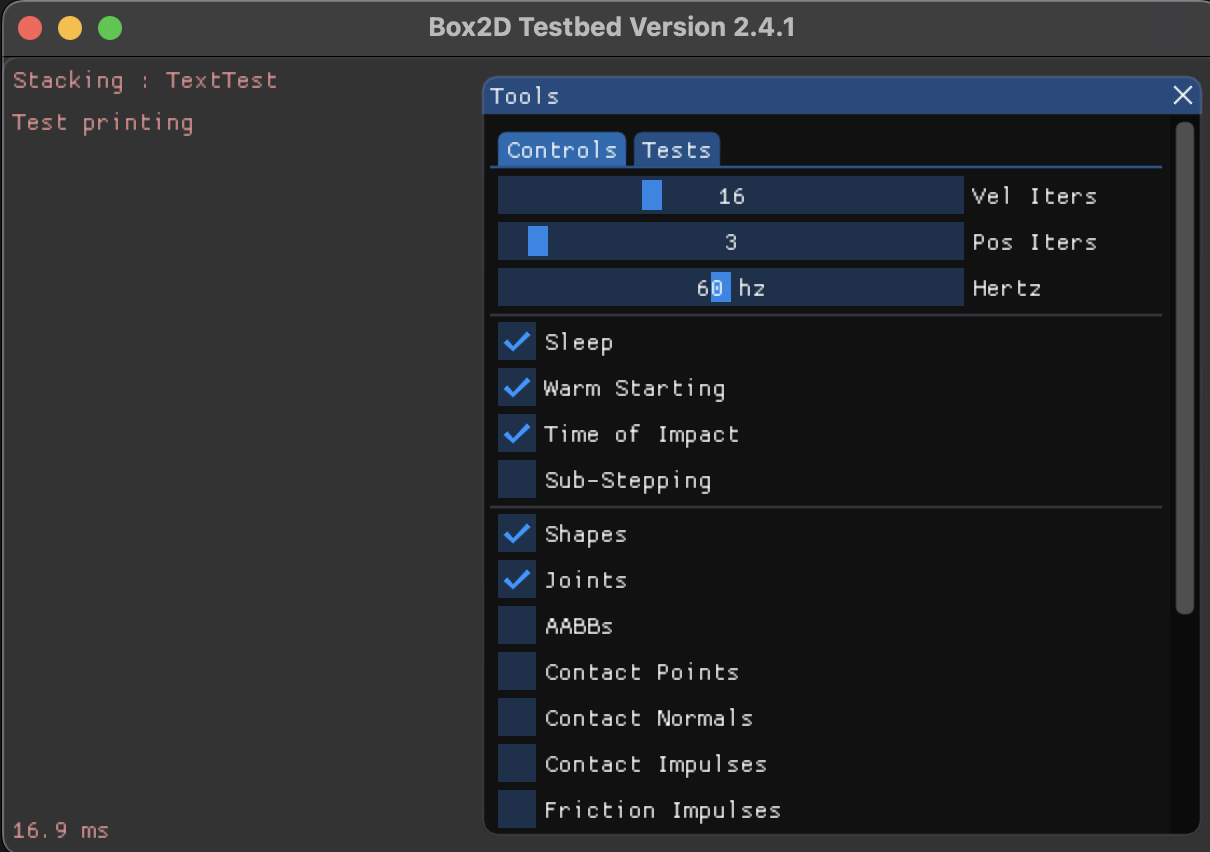 Box2D Testbed Version 2.4.1
Stacking : TextTest
Test printing
Tools
Controls Tests
16 Vel Iters
3 Pos Iters
60 hz Hertz
Sleep
Warm Starting
Time of Impact
Sub-Stepping
Shapes
Joints
AABBs
Contact Points
Contact Normals
Contact Impulses
Friction Impulses
16.9 ms